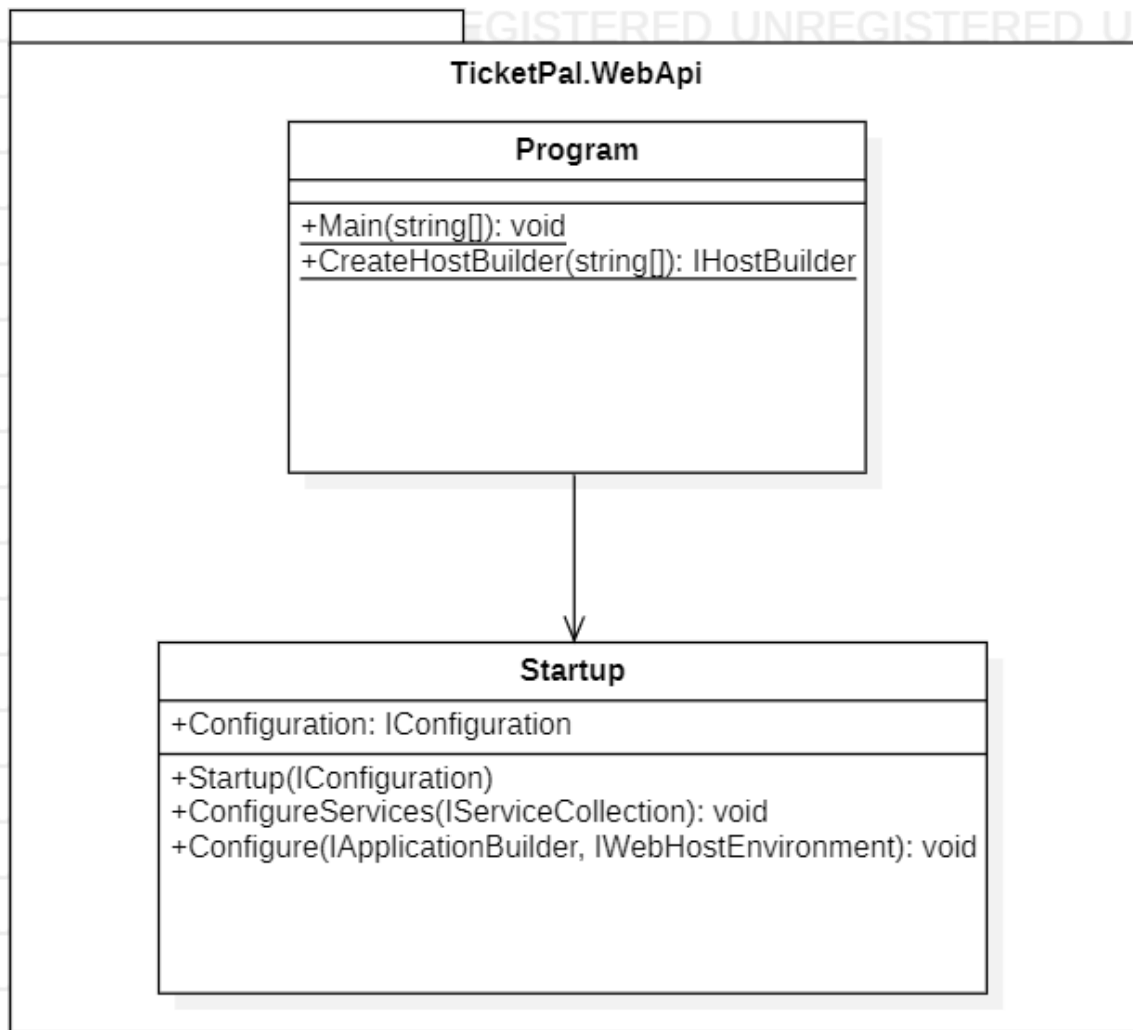 EGISTERED UNREGISTERED U
TicketPal.WebApi
Program
+Main(string[]): void
+CreateHostBuilder(string[]): IHostBuilder
Startup
+Configuration: IConfiguration
+Startup(IConfiguration)
+ConfigureServices(IServiceCollection): void
+Configure(IApplicationBuilder, IWebHostEnvironment): void